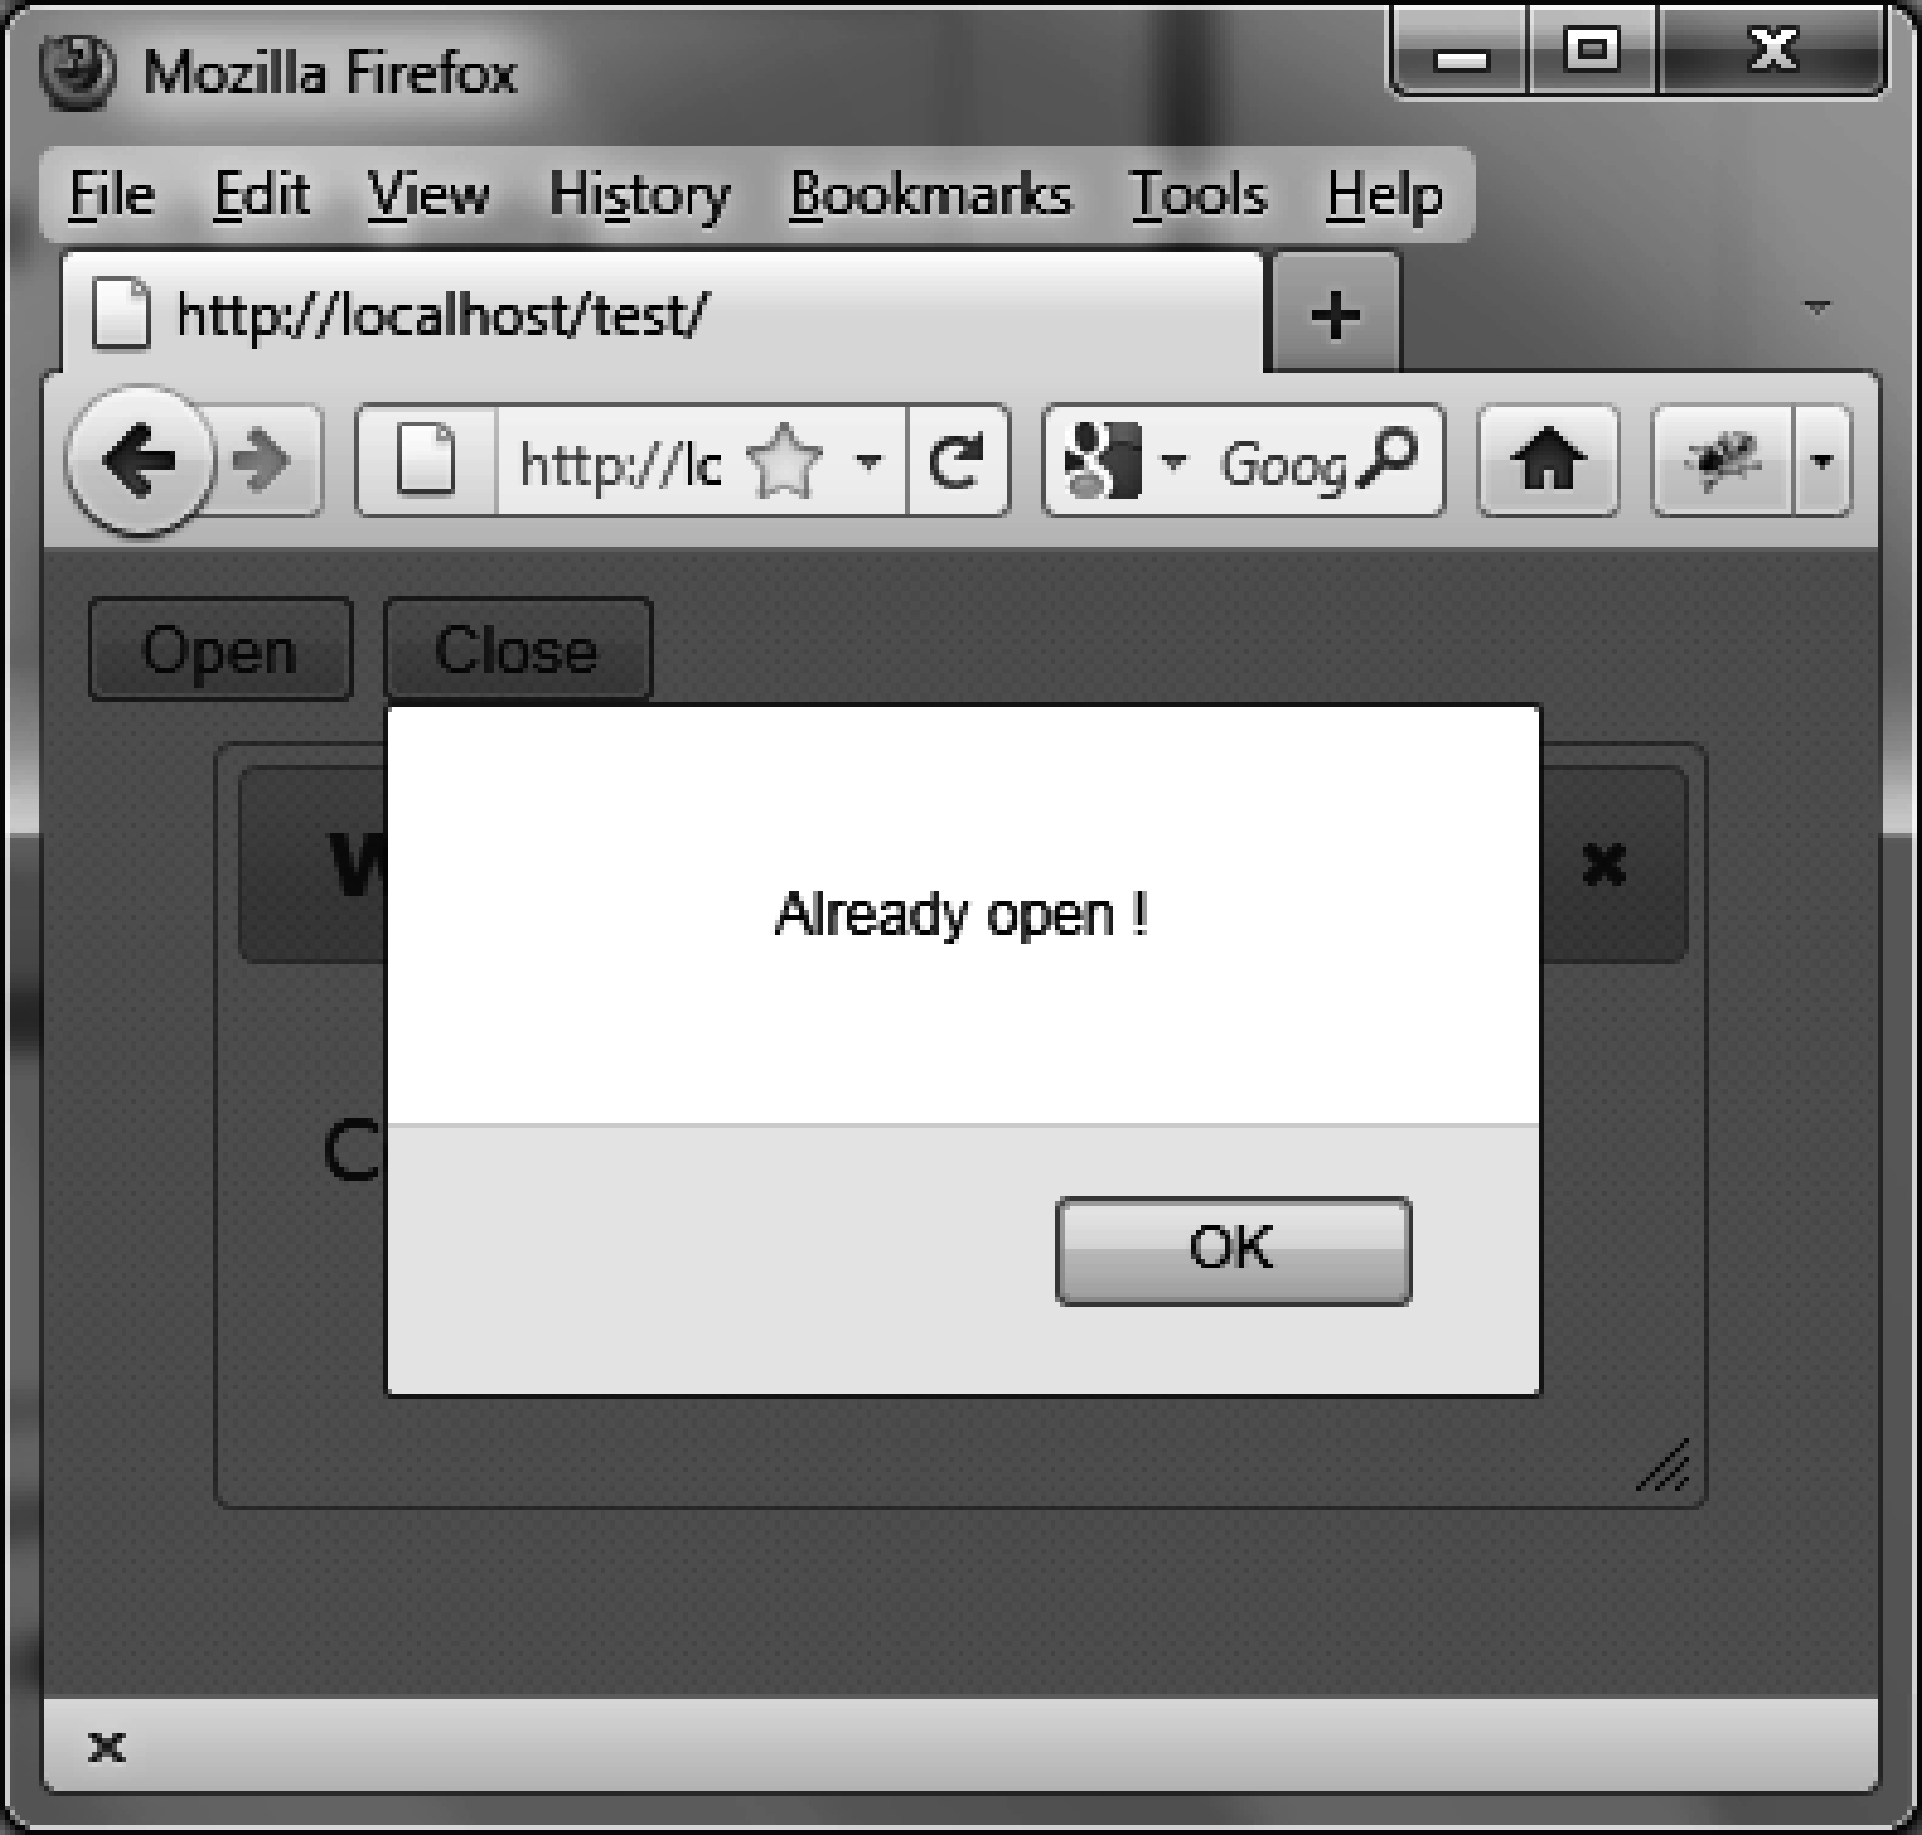 Mozilla Firefox
File Edit View History Bookmarks Tools Help
http://localhost/test/
http://lc Goog
Open Close
Already open !
OK